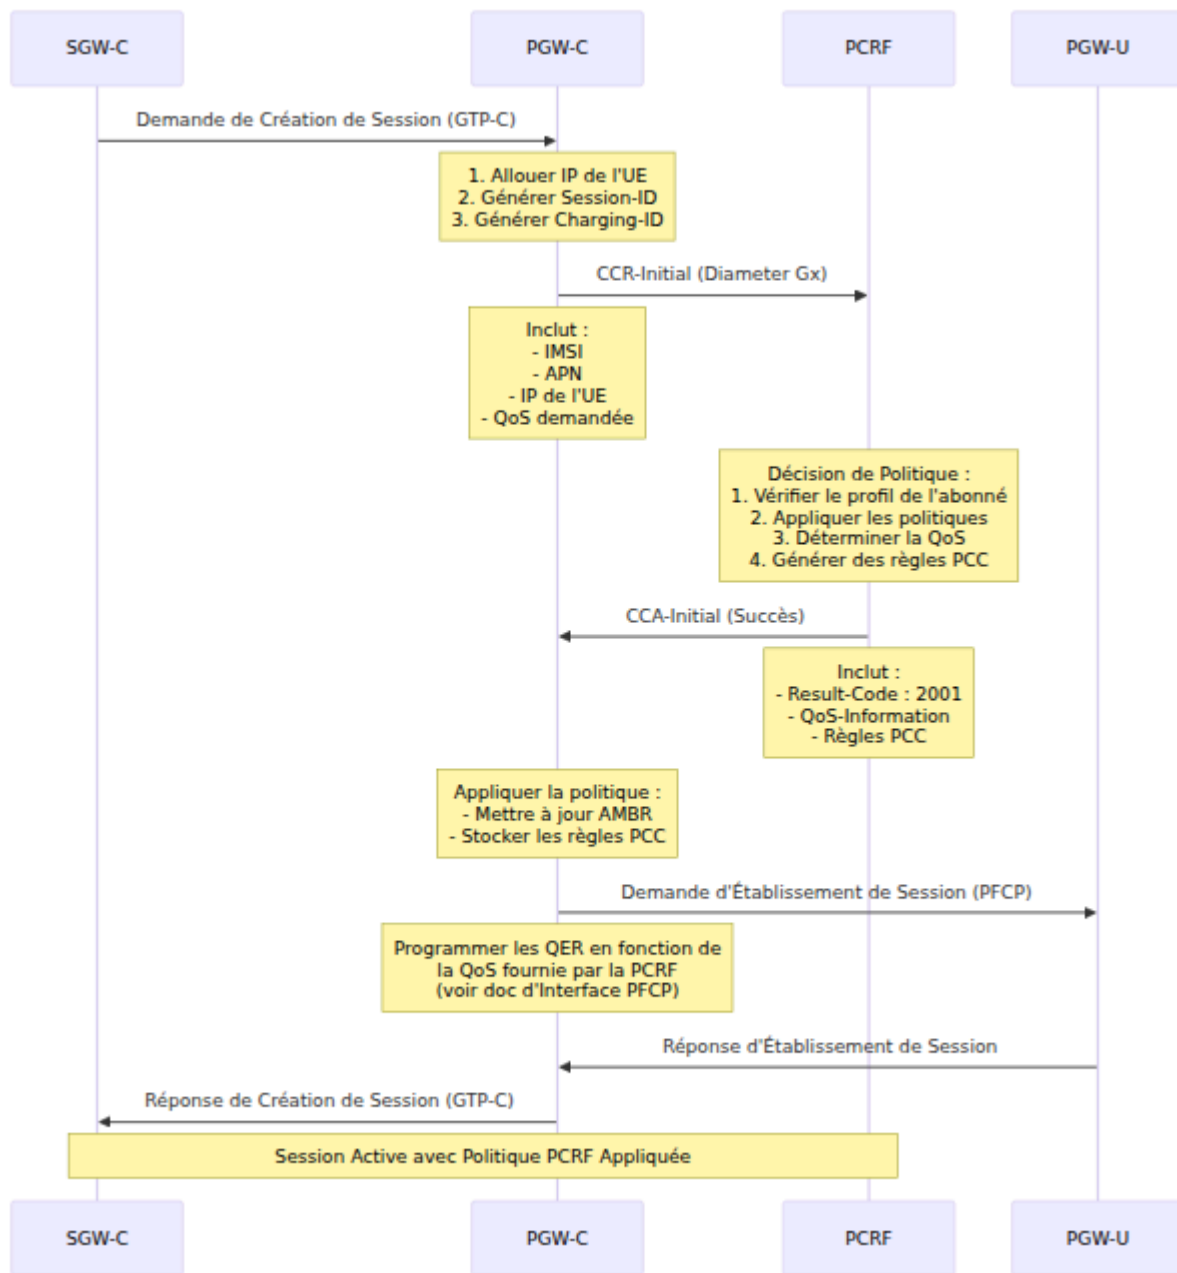 SGW-C
PGW-C
PCRF
PGW-U
Demande de Création de Session (GTP-C)
1. Allouer IP de l'UE
2. Générer Session-ID
3. Générer Charging-ID
CCR-Initial (Diameter Gx)
Inclut :
- IMSI
- APN
- IP de l'UE
- QoS demandée
Décision de Politique :
1. Vérifier le profil de l'abonné
2. Appliquer les politiques
3. Déterminer la QoS
4. Générer des règles PCC
CCA-Initial (Succès)
Inclut :
- Result-Code : 2001
- QoS-Information
- Règles PCC
Appliquer la politique :
- Mettre à jour AMBR
- Stocker les règles PCC
Demande d'Établissement de Session (PFCP)
Programmer les QER en fonction de
la QoS fournie par la PCRF
(voir doc d'Interface PFCP)
Réponse d'Établissement de Session
Réponse de Création de Session (GTP-C)
Session Active avec Politique PCRF Appliquée
SGW-C
PGW-C
PCRF
PGW-U